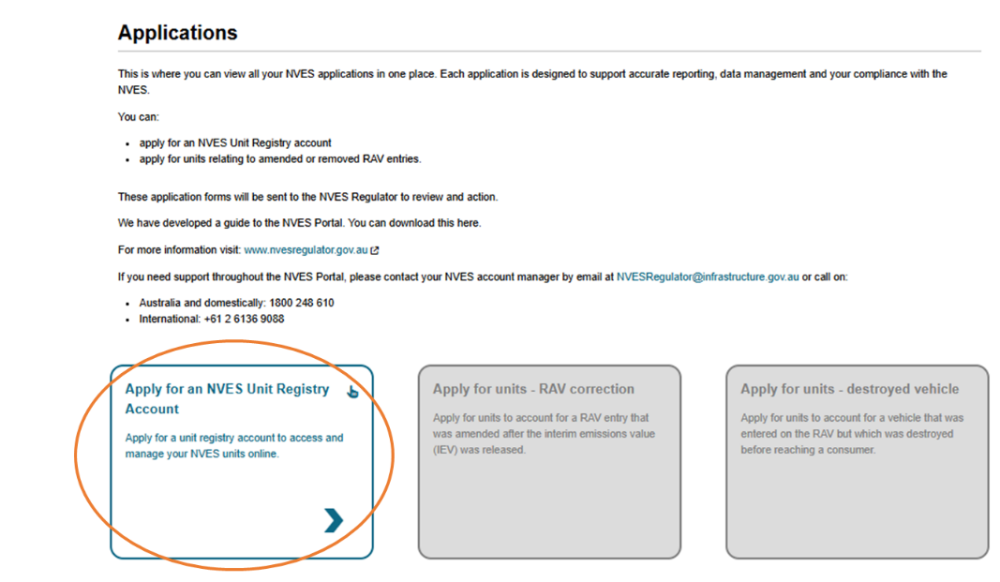 Applications
This is where you can view all your NVES applications in one place. Each application is designed to support accurate reporting, data management and your compliance with the
NVES.
You can:
• apply for an NVES Unit Registry account
• apply for units relating to amended or removed RAV entries.
These application forms will be sent to the NVES Regulator to review and action.
We have developed a guide to the NVES Portal. You can download this here.
For more information visit: www.nvesregulator.gov.au
If you need support throughout the NVES Portal, please contact your NVES account manager by email at NVESRegulator@infrastructure.gov.au or call on:
• Australia and domestically: 1800 248 610
• International: +61 2 6136 9088
Apply for an NVES Unit Registry
Account
Apply for a unit registry account to access and
manage your NVES units online.
Apply for units - RAV correction
Apply for units to account for a RAV entry that
was amended after the interim emissions value
(IEV) was released.
Apply for units - destroyed vehicle
Apply for units to account for a vehicle that was
entered on the RAV but which was destroyed
before reaching a consumer.